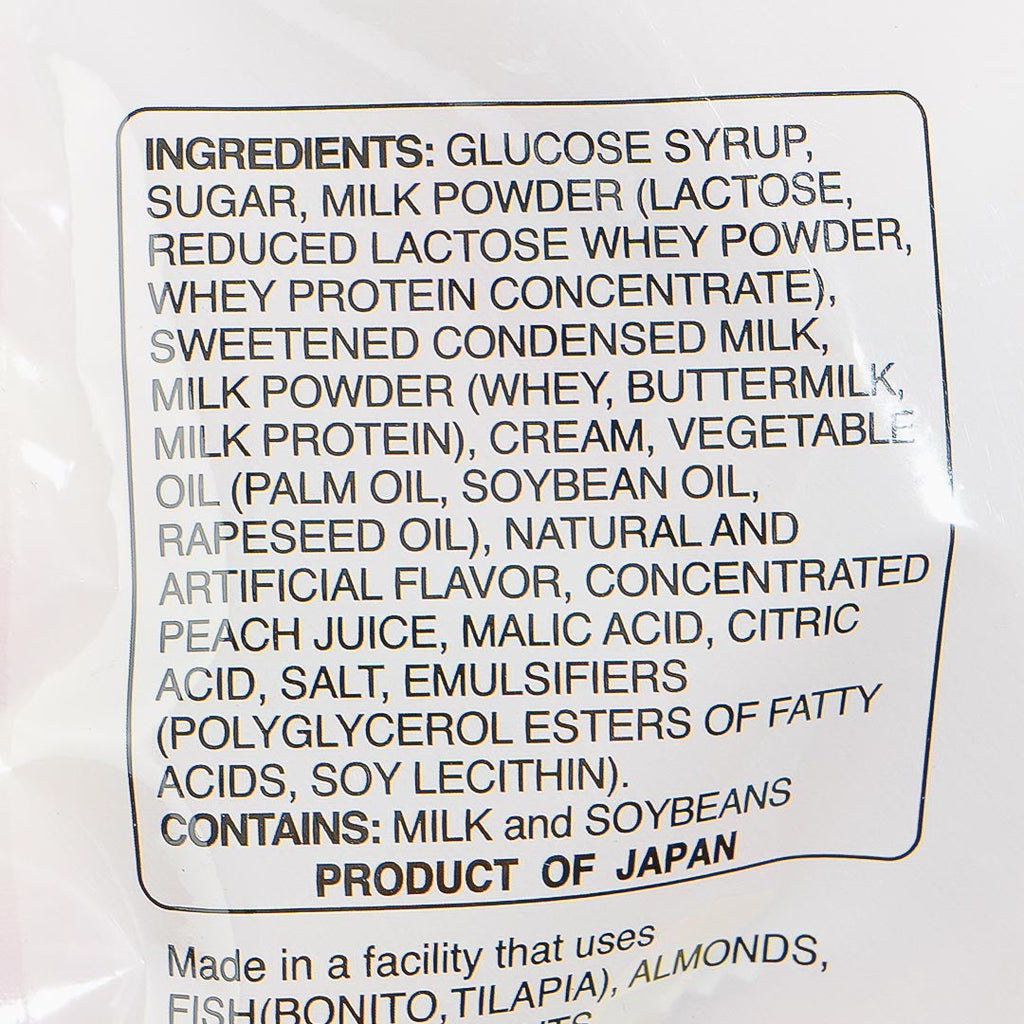 INGREDIENTS: GLUCOSE SYRUP,
SUGAR, MILK POWDER (LACTOSE,
REDUCED LACTOSE WHEY POWDER,
WHEY PROTEIN CONCENTRATE),
SWEETENED CONDENSED MILK,
MILK POWDER (WHEY, BUTTERMILK,
MILK PROTEIN), CREAM, VEGETABLE
OIL (PALM OIL, SOYBEAN OIL,
RAPESEED OIL), NATURAL AND
ARTIFICIAL FLAVOR, CONCENTRATED
PEACH JUICE, MALIC ACID, CITRIC
ACID, SALT, EMULSIFIERS
(POLYGLYCEROL ESTERS OF FATTY
ACIDS, SOY LECITHIN).
CONTAINS: MILK and SOYBEANS
PRODUCT OF JAPAN
Made in a facility that uses
FISH(BONITO,TILAPIA), ALMONDS,